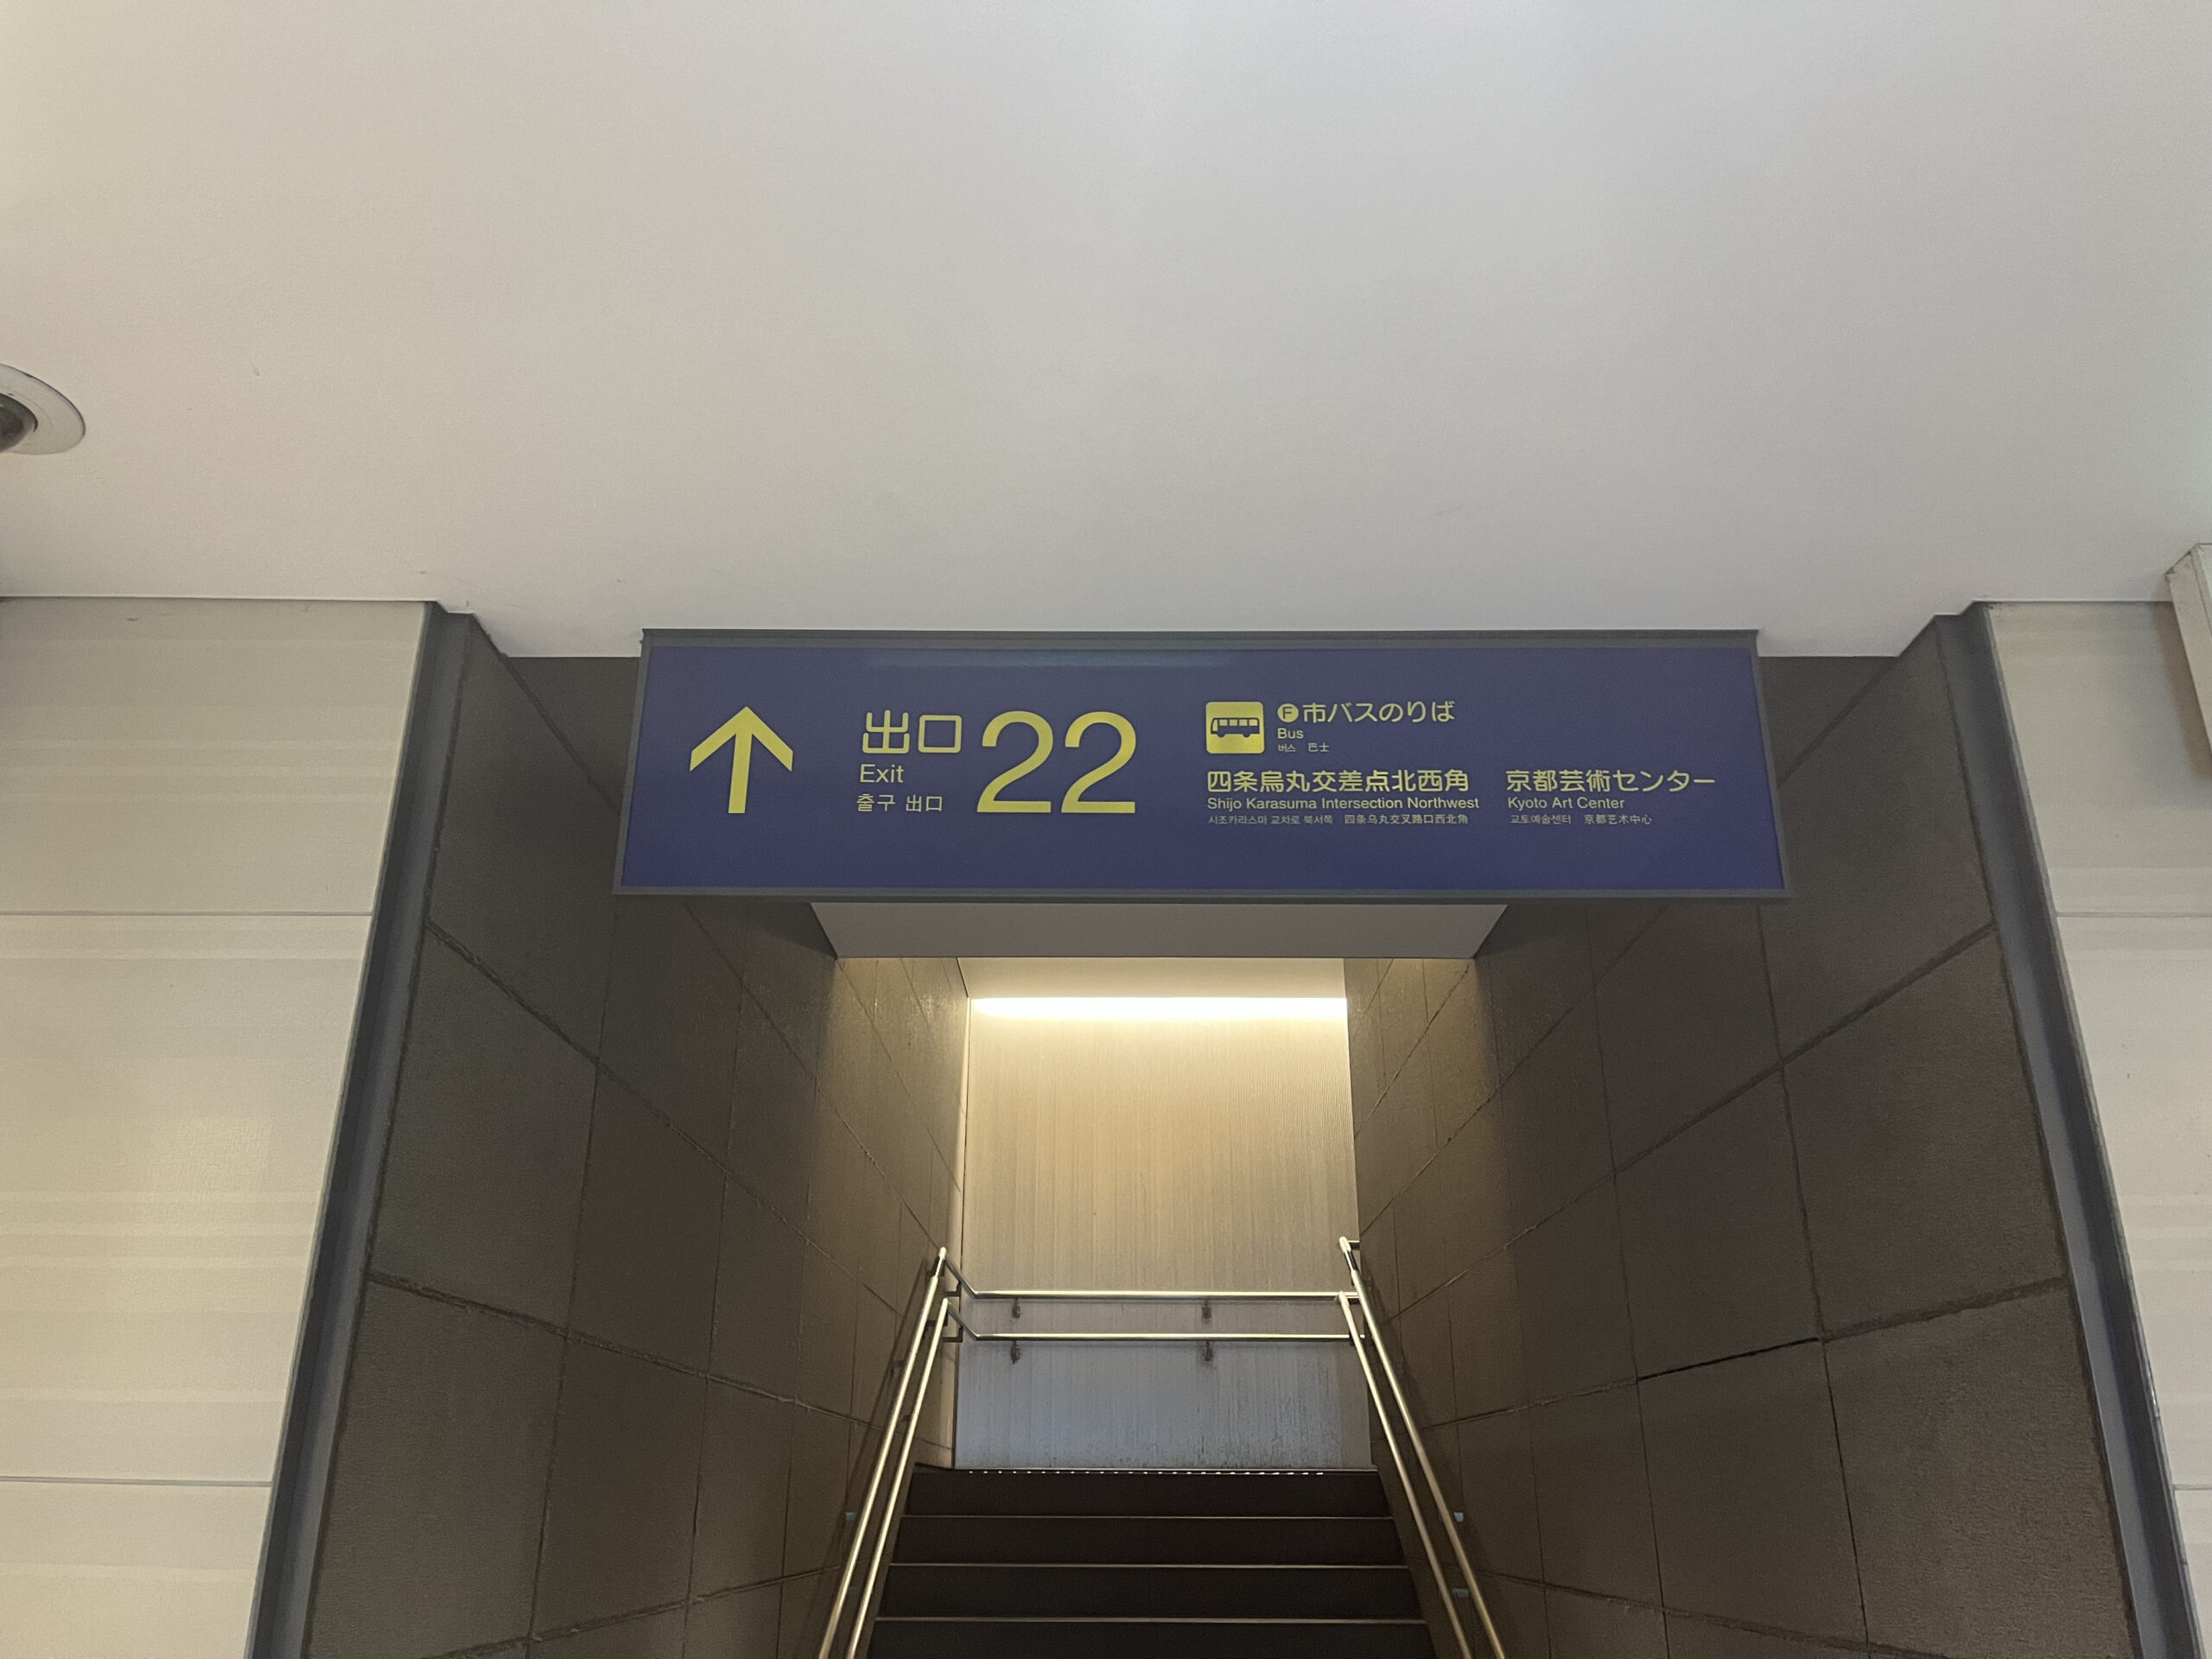 出口 22
Exit
출구 出口
Ⓕ市バスのりば
Bus
버스 巴士
四条烏丸交差点北西角
Shijo Karasuma Intersection Northwest
시조카라스마 교차로 북서쪽 四条乌丸交叉路口西北角
京都芸術センター
Kyoto Art Center
교토예술센터 京都艺术中心